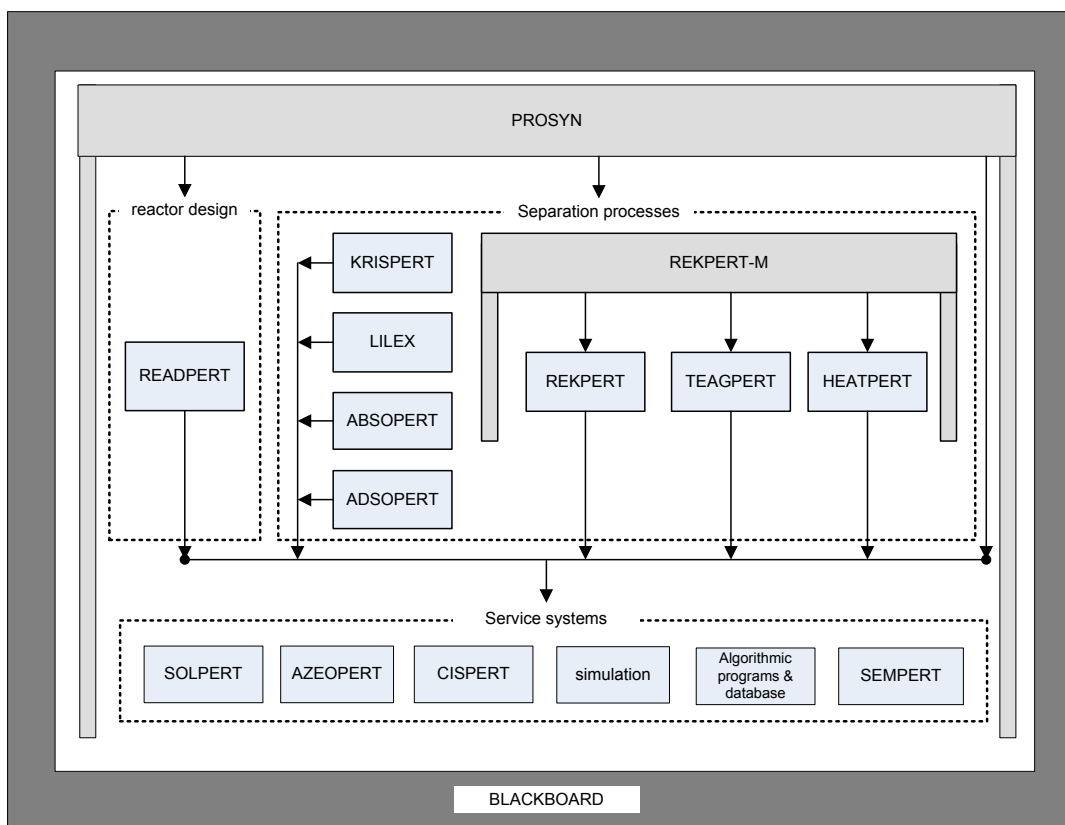 PROSYN
reactor design
Separation processes
KRISPERT
REKPERT-M
LILEX
READPERT
REKPERT
TEAGPERT
HEATPERT
ABSOPERT
ADSOPERT
Service systems
SOLPERT
AZEOPERT
CISPERT
simulation
Algorithmic
programs &
database
SEMPERT
BLACKBOARD